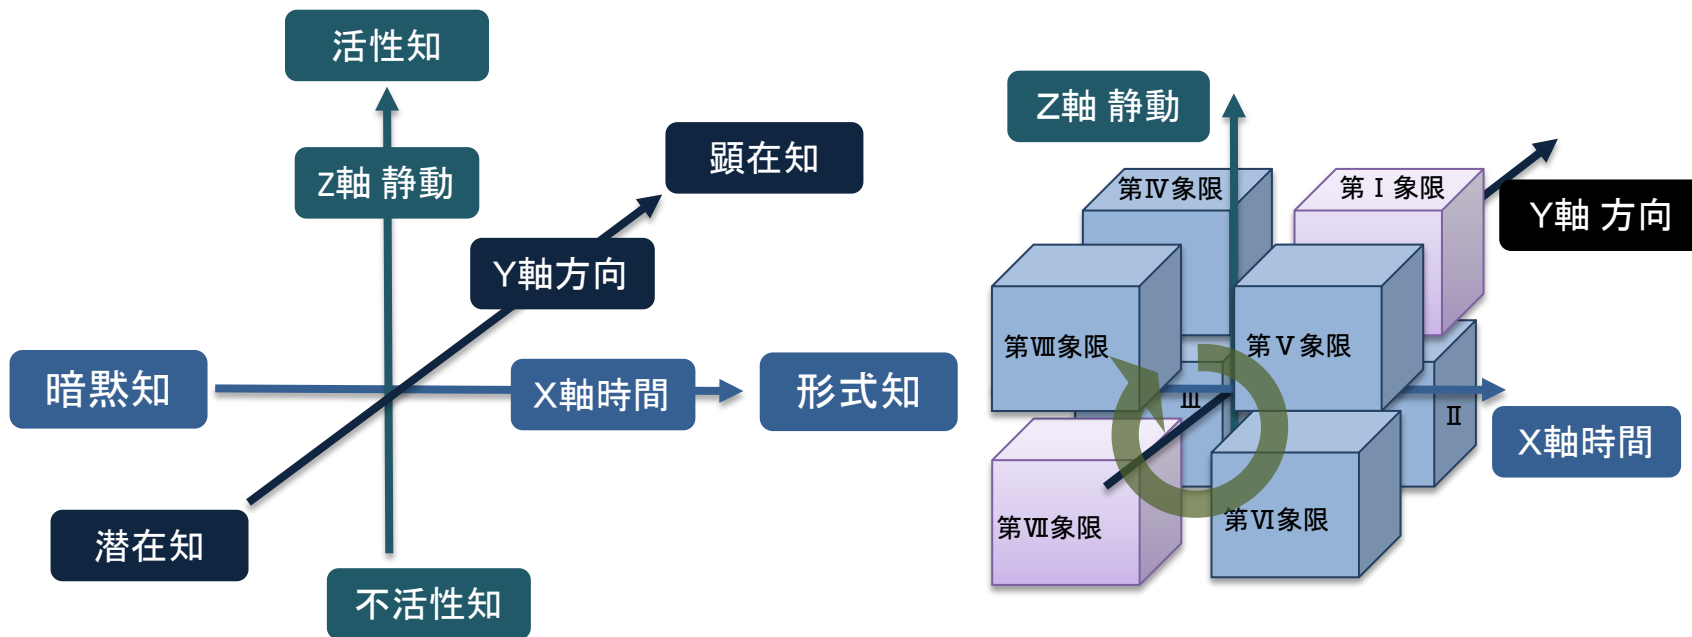 活性知
Z軸 静動
顕在知
Y軸方向
暗黙知
X軸時間
形式知
潜在知
不活性知
Z軸 静動
第Ⅳ象限
第Ⅰ象限
Y軸 方向
第Ⅷ象限
第Ⅴ象限
Ⅲ
Ⅱ
X軸時間
第Ⅶ象限
第Ⅵ象限